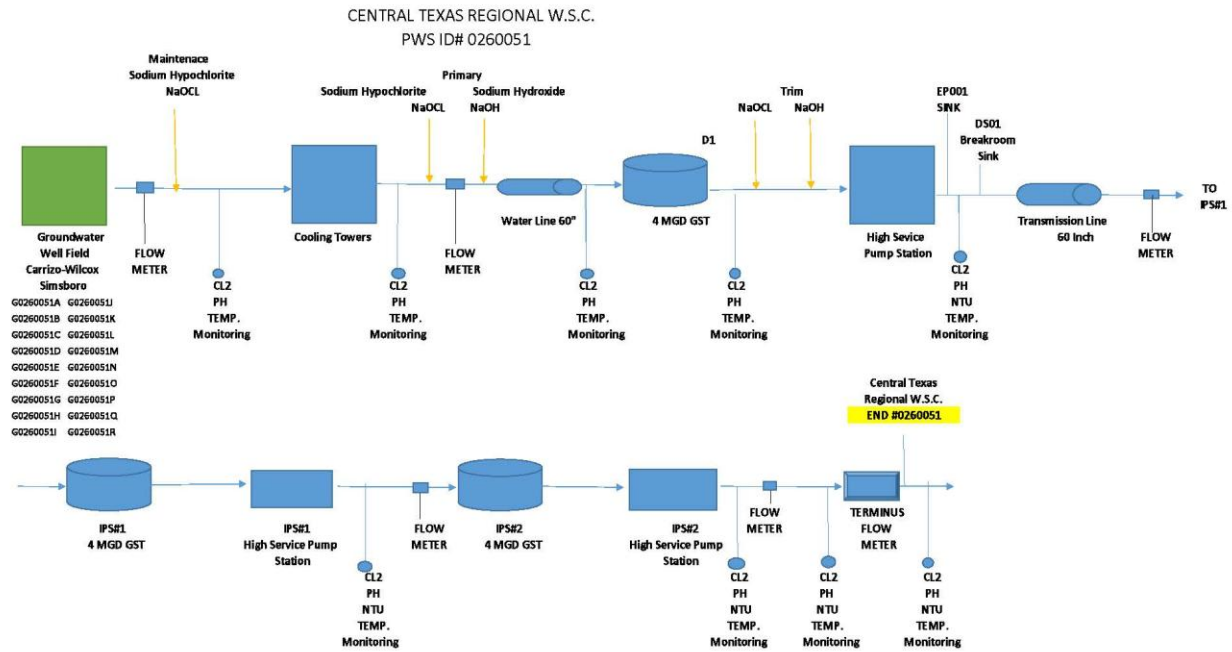 CENTRAL TEXAS REGIONAL W.S.C.
PWS ID# 0260051
Maintenace
Sodium Hypochlorite
NaOCL
Primary
Sodium Hypochlorite Sodium Hydroxide
NaOCL NaOH
Trim
NaOCL NaOH
EP001
SINK
DS01
Breakroom
Sink
D1
Groundwater
Well Field
Carrizo-Wilcox
Simsboro
G0260051A G0260051J
G0260051B G0260051K
G0260051C G0260051L
G0260051D G0260051M
G0260051E G0260051N
G0260051F G0260051O
G0260051G G0260051P
G0260051H G0260051Q
G0260051I G0260051R
FLOW
METER
CL2
PH
TEMP.
Monitoring
Cooling Towers
CL2
PH
TEMP.
Monitoring
FLOW
METER
Water Line 60"
CL2
PH
TEMP.
Monitoring
4 MGD GST
CL2
PH
TEMP.
Monitoring
High Sevice
Pump Station
CL2
PH
NTU
TEMP.
Monitoring
Transmission Line
60 Inch
FLOW
METER
TO
IPS#1
IPS#1
4 MGD GST
IPS#1
High Service Pump
Station
CL2
PH
NTU
TEMP.
Monitoring
FLOW
METER
IPS#2
4 MGD GST
IPS#2
High Service Pump
Station
CL2
PH
NTU
TEMP.
Monitoring
FLOW
METER
CL2
PH
NTU
TEMP.
Monitoring
TERMINUS
FLOW
METER
Central Texas
Regional W.S.C.
END #0260051
CL2
PH
NTU
TEMP.
Monitoring